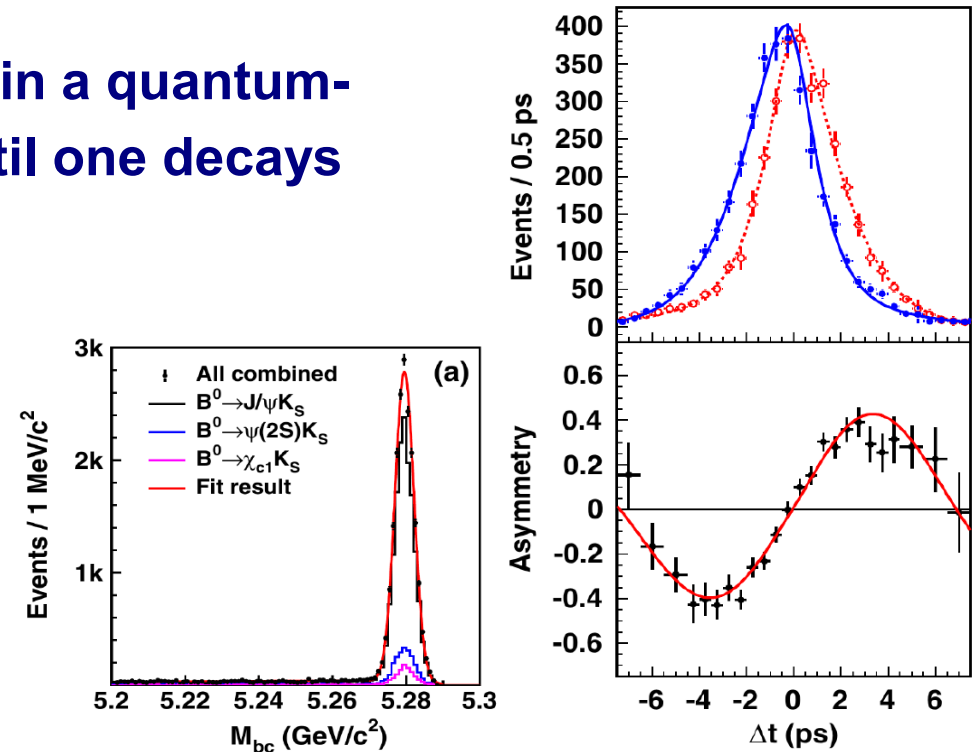 in a quantum-
til one decays
Events / 0.5 ps
400
350
300
250
200
150
100
50
0
Asymmetry
0.6
0.4
0.2
0
-0.2
-0.4
-0.6
-6 -4 -2 0 2 4 6
Δt (ps)
Events / 1 MeV/c²
3k
2k
1k
(a)
All combined
B⁰→J/ψK_S
B⁰→ψ(2S)K_S
B⁰→χ_c1K_S
Fit result
5.2 5.22 5.24 5.26 5.28 5.3
M_bc (GeV/c²)